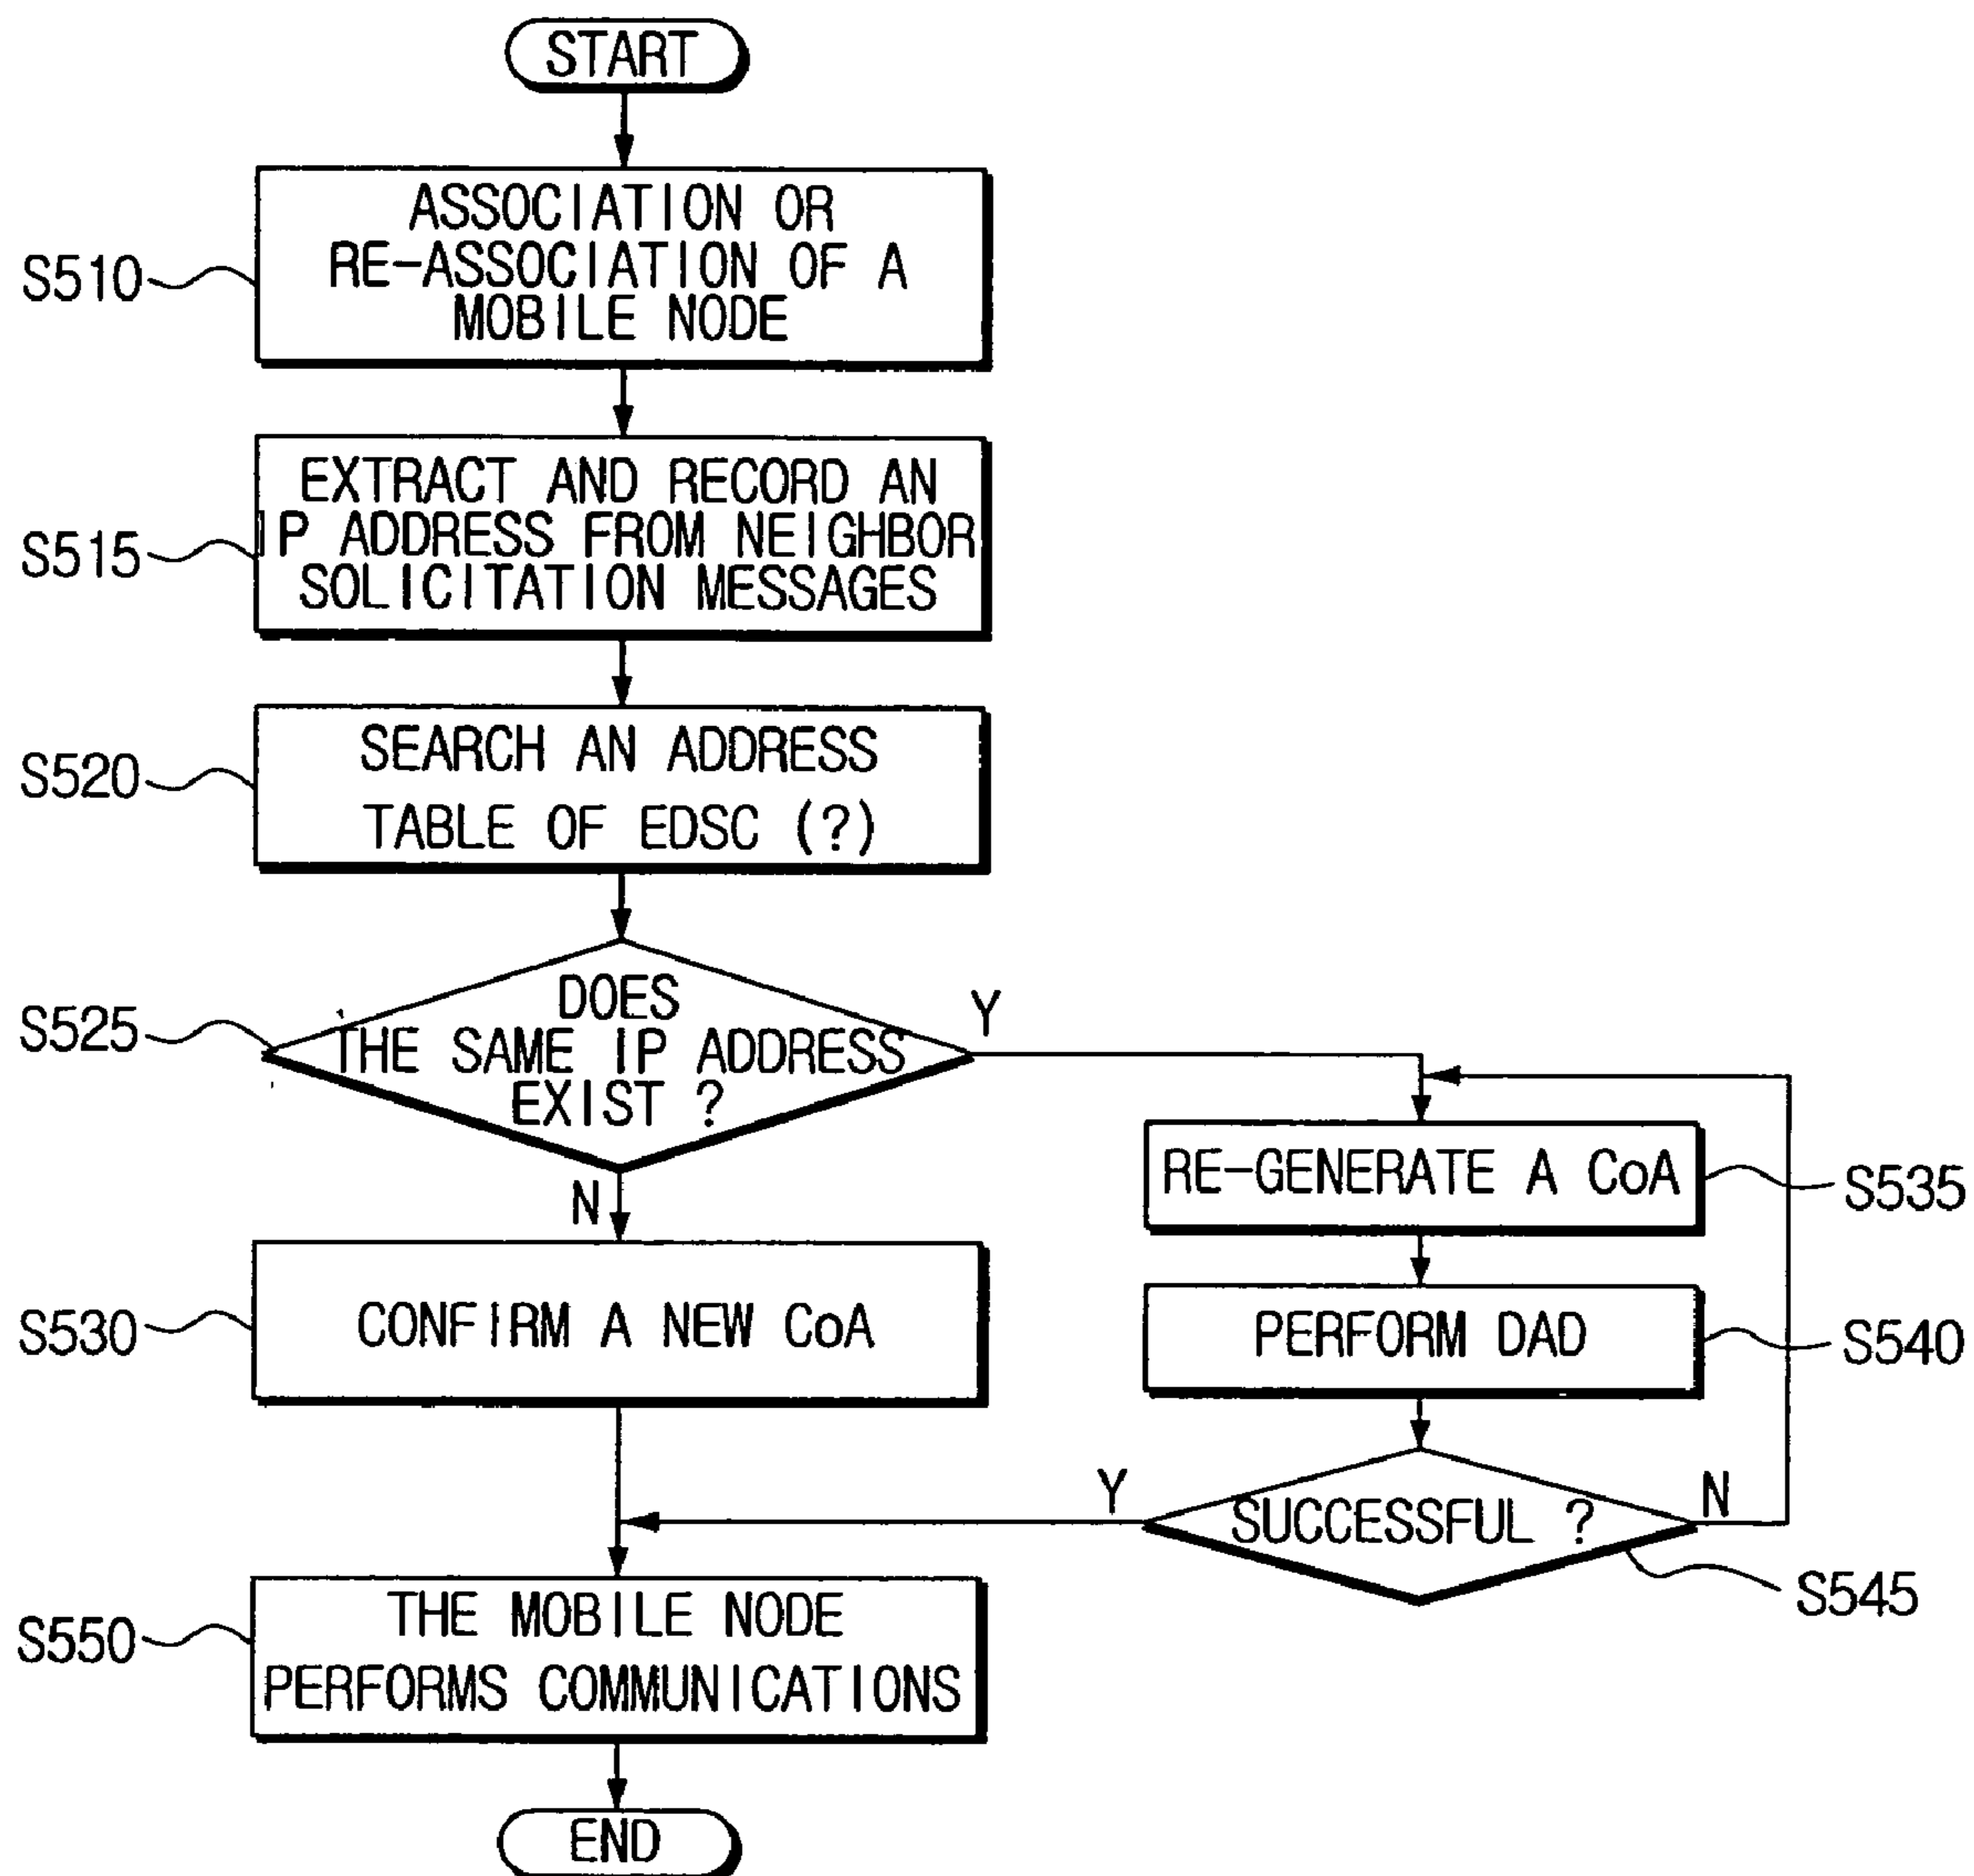 START
S510
ASSOCIATION OR
RE-ASSOCIATION OF A
MOBILE NODE
S515
EXTRACT AND RECORD AN
IP ADDRESS FROM NEIGHBOR
SOLICITATION MESSAGES
S520
SEARCH AN ADDRESS
TABLE OF EDSC (?)
S525
DOES
THE SAME IP ADDRESS
EXIST ?
Y
N
RE-GENERATE A CoA
S535
S530
CONFIRM A NEW CoA
PERFORM DAD
S540
Y
SUCCESSFUL ?
N
S545
S550
THE MOBILE NODE
PERFORMS COMMUNICATIONS
END